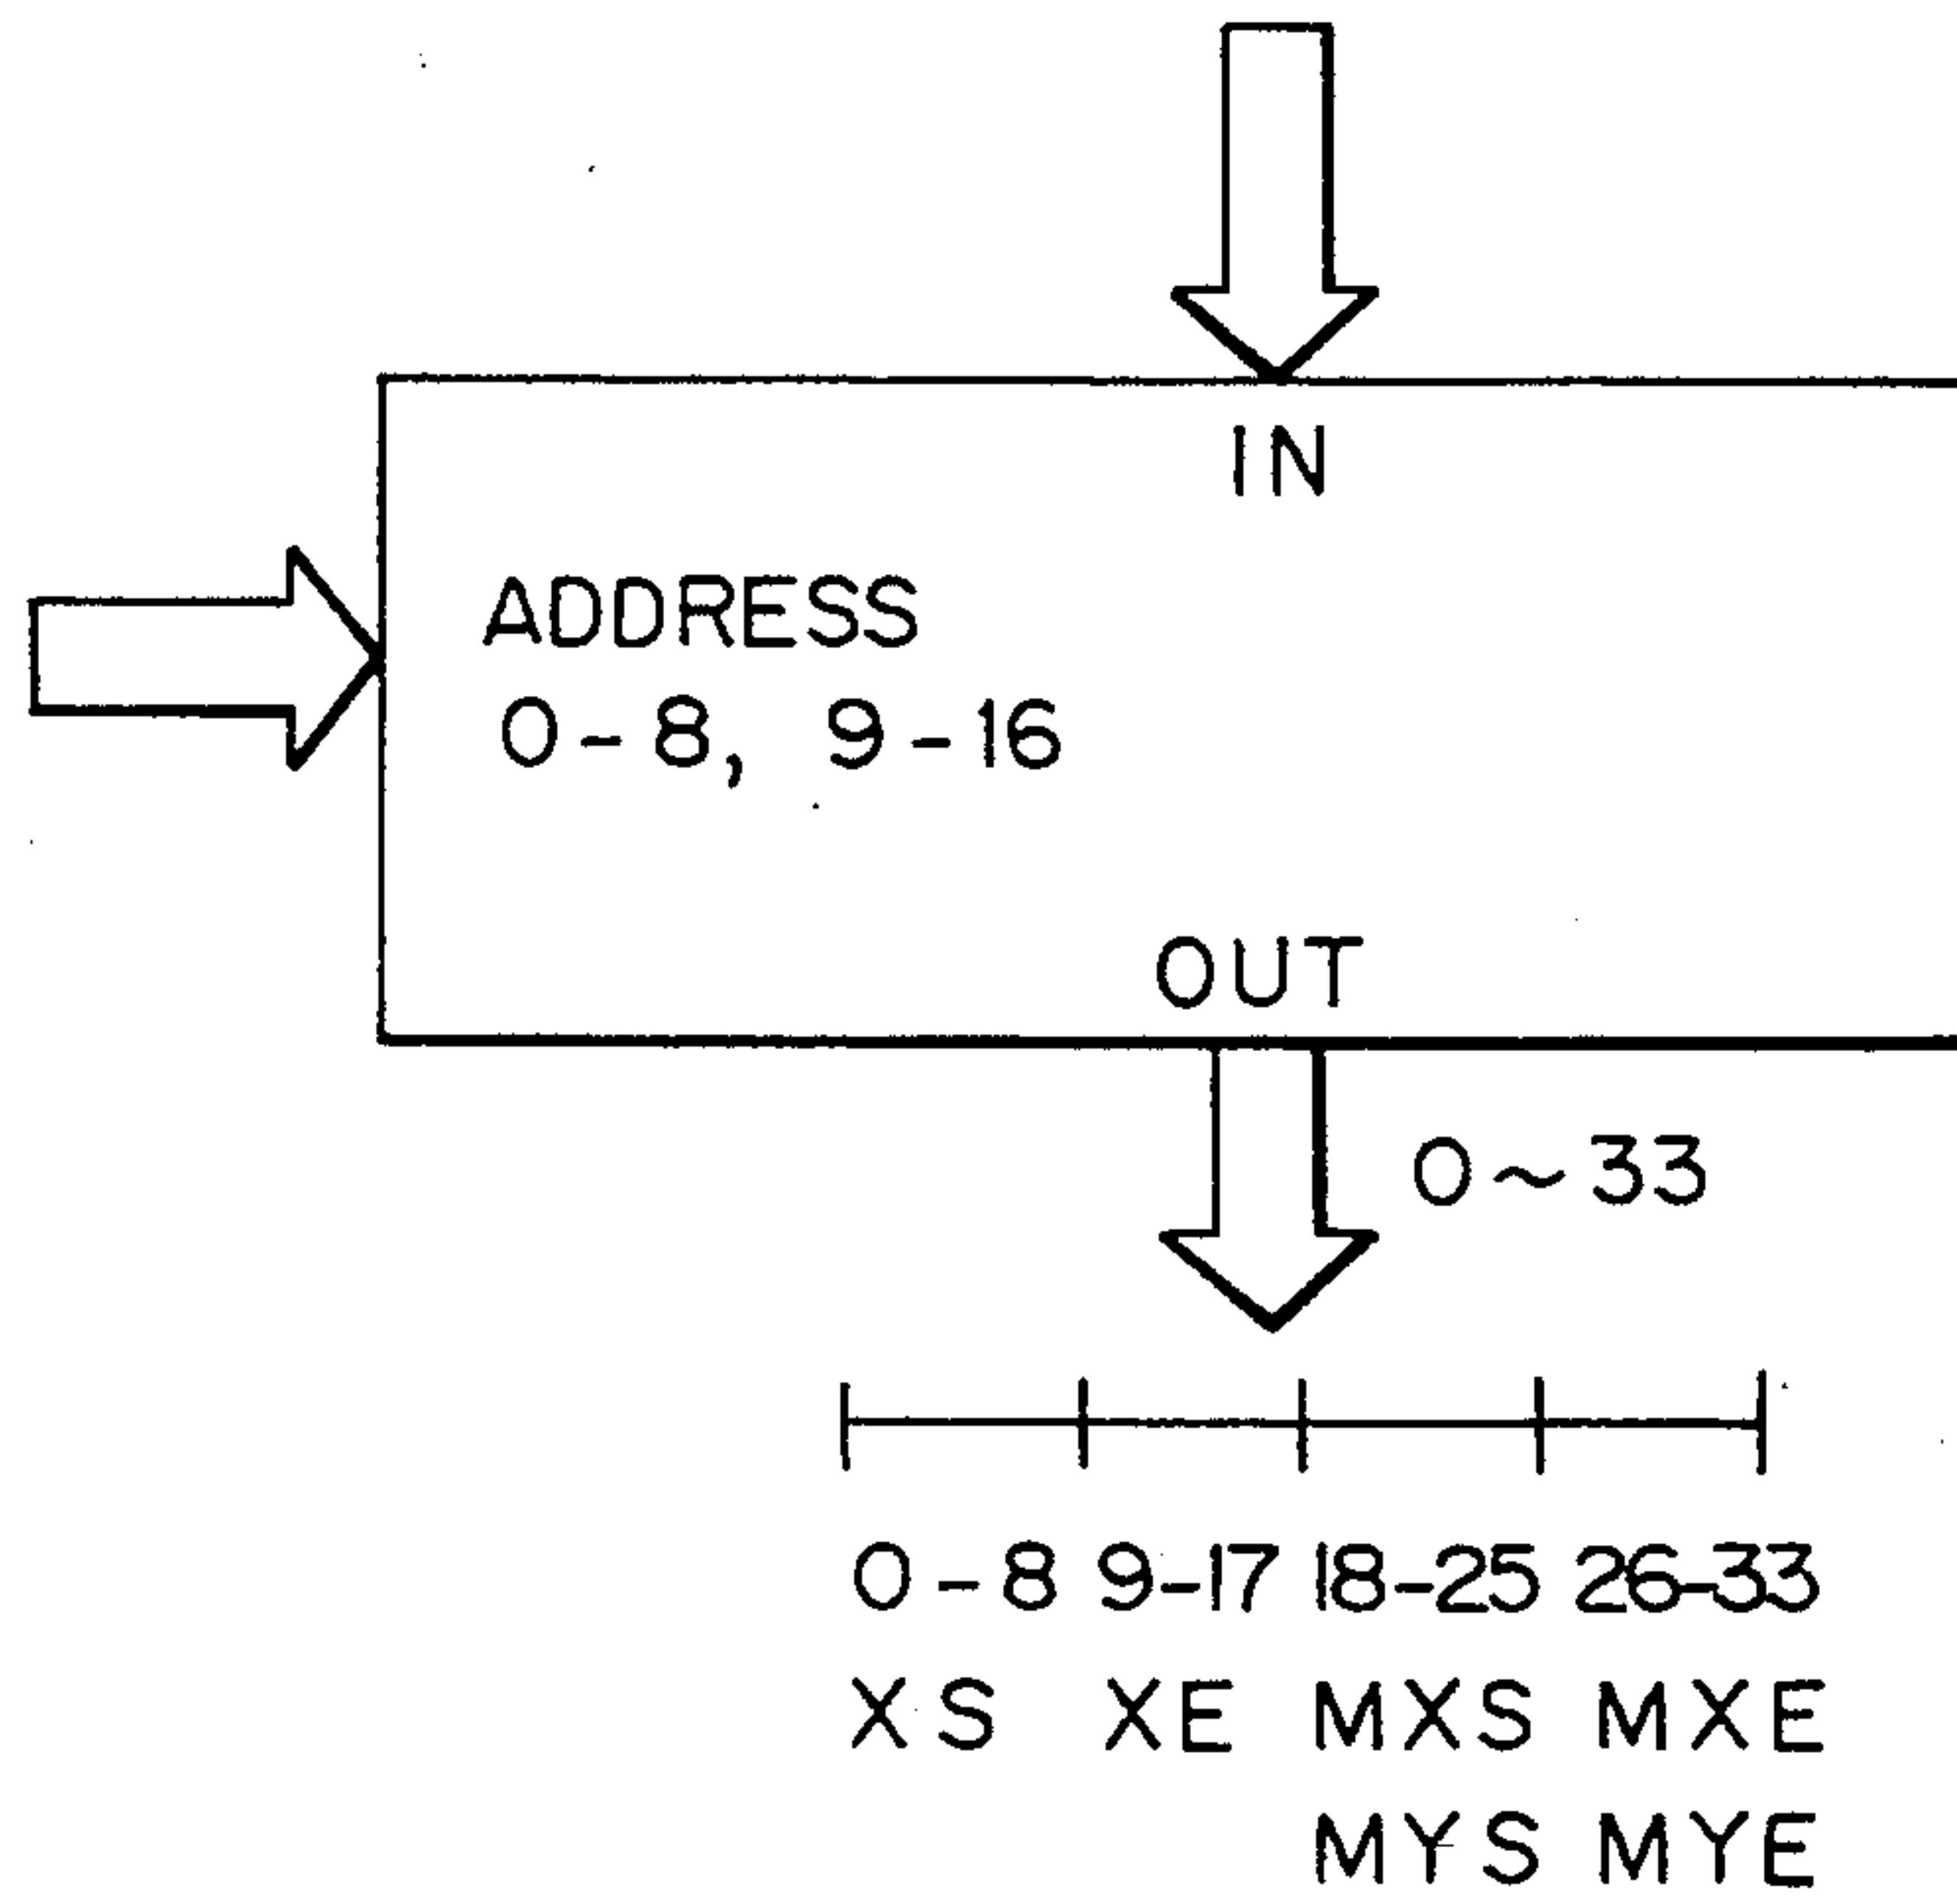 IN
ADDRESS
0-8, 9-16
OUT
0~33
0-8 9-17 18-25 26-33
XS XE MXS MXE
MYS MYE